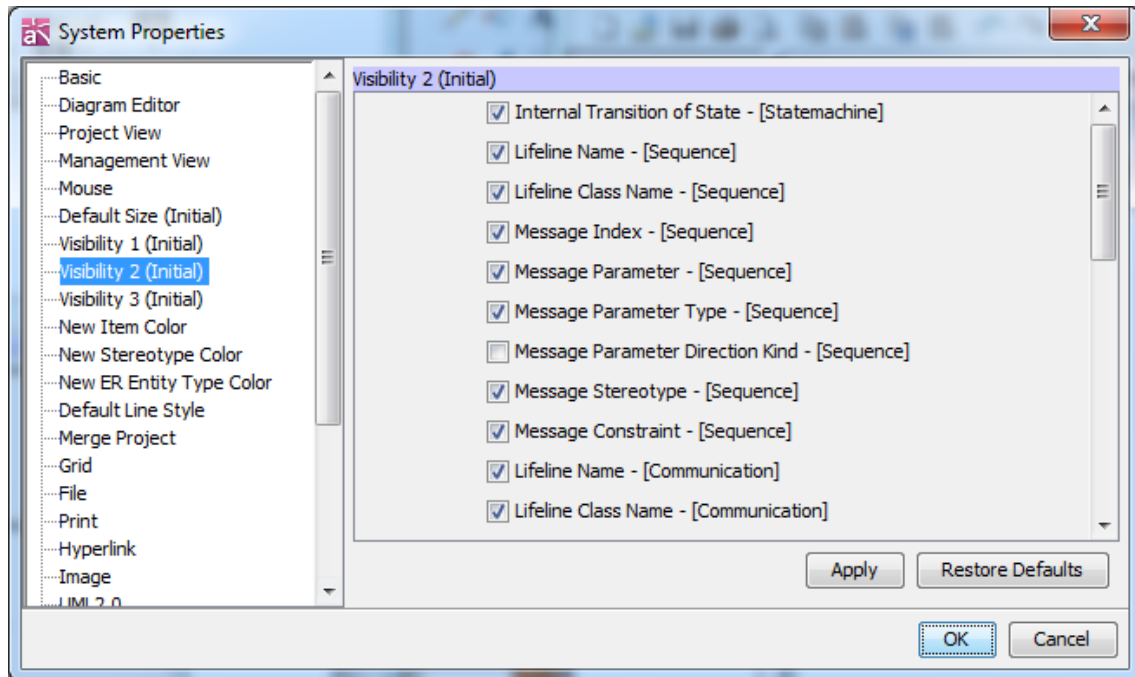 System Properties
Basic
Diagram Editor
Project View
Management View
Mouse
Default Size (Initial)
Visibility 1 (Initial)
Visibility 2 (Initial)
Visibility 3 (Initial)
New Item Color
New Stereotype Color
New ER Entity Type Color
Default Line Style
Merge Project
Grid
File
Print
Hyperlink
Image
UML 2.0
Visibility 2 (Initial)
Internal Transition of State - [Statemachine]
Lifeline Name - [Sequence]
Lifeline Class Name - [Sequence]
Message Index - [Sequence]
Message Parameter - [Sequence]
Message Parameter Type - [Sequence]
Message Parameter Direction Kind - [Sequence]
Message Stereotype - [Sequence]
Message Constraint - [Sequence]
Lifeline Name - [Communication]
Lifeline Class Name - [Communication]
Apply
Restore Defaults
OK
Cancel